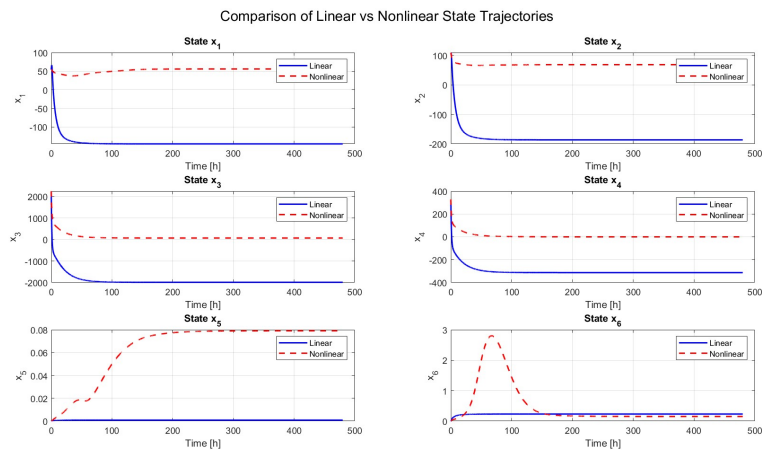 Comparison of Linear vs Nonlinear State Trajectories
State x1
100
50
0
-50
-100
x1
0 100 200 300 400 500
Time [h]
Linear
Nonlinear
State x2
100
0
-100
-200
x2
0 100 200 300 400 500
Time [h]
Linear
Nonlinear
State x3
2000
1000
0
-1000
-2000
x3
0 100 200 300 400 500
Time [h]
Linear
Nonlinear
State x4
400
200
0
-200
-400
x4
0 100 200 300 400 500
Time [h]
Linear
Nonlinear
State x5
0.08
0.06
0.04
0.02
0
x5
0 100 200 300 400 500
Time [h]
Linear
Nonlinear
State x6
3
2
1
0
x6
0 100 200 300 400 500
Time [h]
Linear
Nonlinear